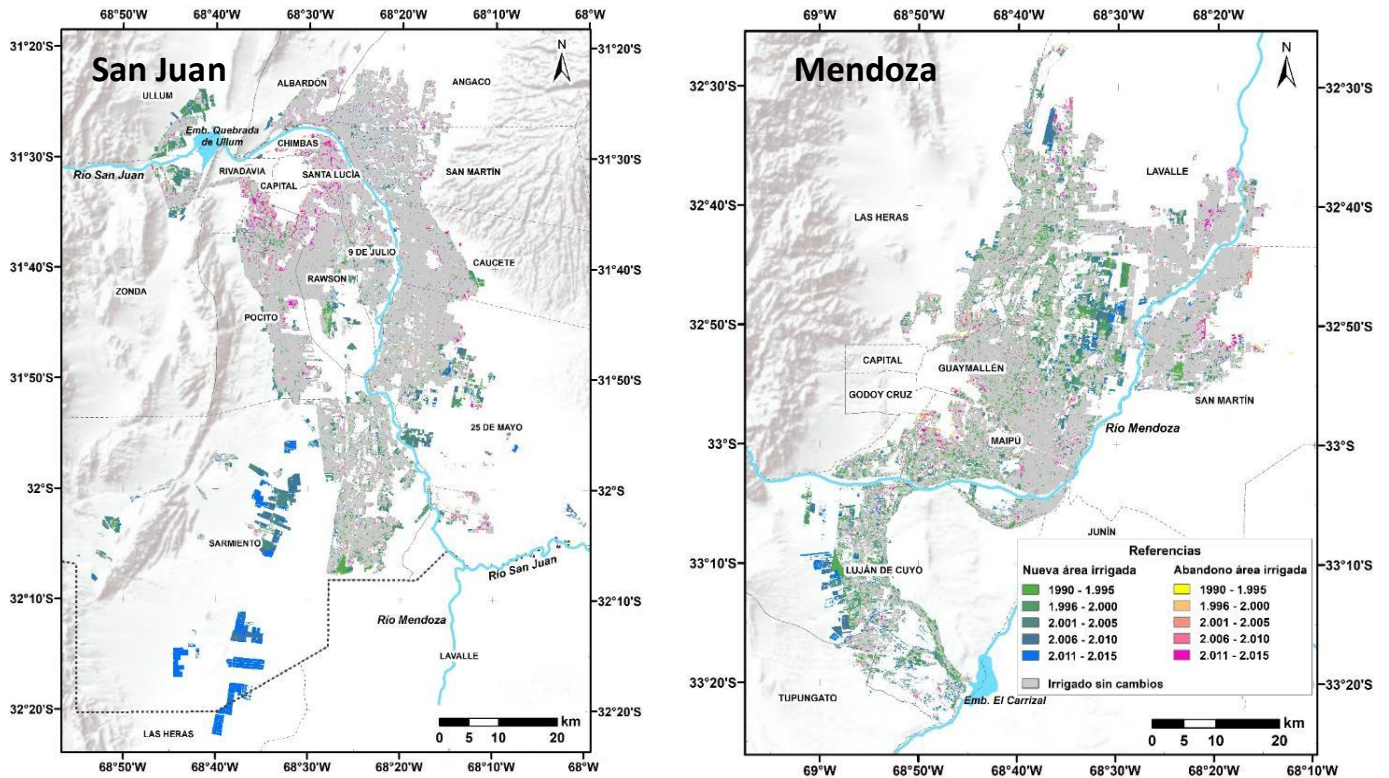 San Juan
68°50'W 68°40'W 68°30'W 68°20'W 68°10'W 68°W
31°20'S
31°30'S
31°40'S
31°50'S
32°S
32°10'S
32°20'S
31°20'S
31°30'S
31°40'S
31°50'S
32°S
32°10'S
32°20'S
N
ULLUM
ALBARDÓN
ANGACO
Emb. Quebrada
de Ullum
CHIMBAS
Río San Juan
RIVADAVIA
SANTA LUCÍA
SAN MARTÍN
CAPITAL
9 DE JULIO
CAUCETE
RAWSON
ZONDA
POCITO
25 DE MAYO
SARMIENTO
Río San Juan
Río Mendoza
LAVALLE
LAS HERAS
km
0 5 10 20
68°50'W 68°40'W 68°30'W 68°20'W 68°10'W 68°W
Mendoza
69°W 68°50'W 68°40'W 68°30'W 68°20'W
32°30'S
32°40'S
32°50'S
33°S
33°10'S
33°20'S
32°30'S
32°40'S
32°50'S
33°S
33°10'S
33°20'S
N
LAVALLE
LAS HERAS
CAPITAL
GUAYMALLÉN
GODOY CRUZ
SAN MARTÍN
MAIPÚ
Río Mendoza
JUNÍN
LUJÁN DE CUYO
TUPUNGATO
Emb. El Carrizal
Referencias
Nueva área irrigada Abandono área irrigada
1990 - 1.995 1990 - 1.995
1.996 - 2.000 1.996 - 2.000
2.001 - 2.005 2.001 - 2.005
2.006 - 2.010 2.006 - 2.010
2.011 - 2.015 2.011 - 2.015
Irrigado sin cambios
km
0 5 10 20
69°W 68°50'W 68°40'W 68°30'W 68°20'W 68°10'W